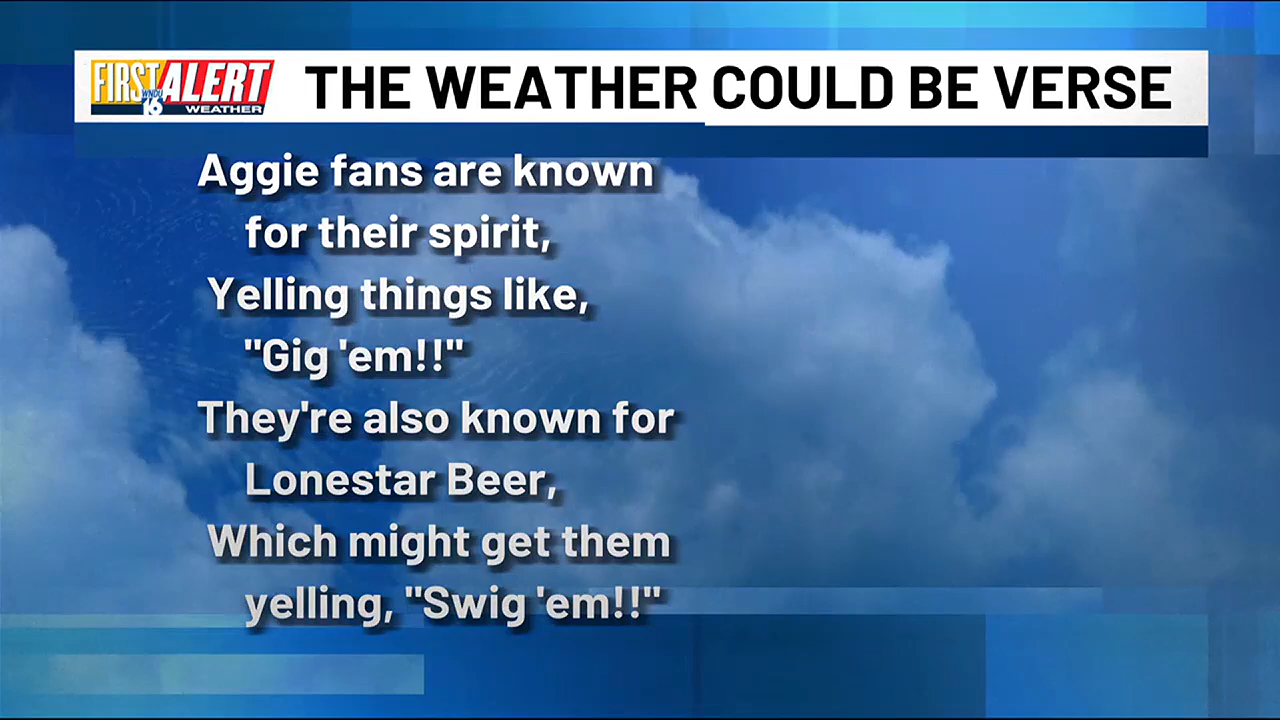 FIRST ALERT
WNDU
16
WEATHER
THE WEATHER COULD BE VERSE
Aggie fans are known
for their spirit,
Yelling things like,
"Gig 'em!!"
They're also known for
Lonestar Beer,
Which might get them
yelling, "Swig 'em!!"